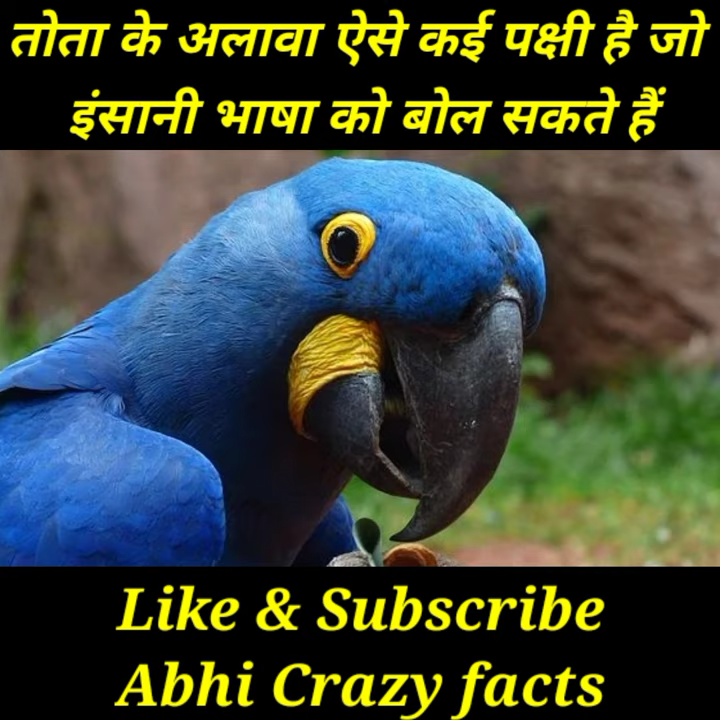 तोता के अलावा ऐसे कई पक्षी है जो
इंसानी भाषा को बोल सकते हैं
Like & Subscribe
Abhi Crazy facts